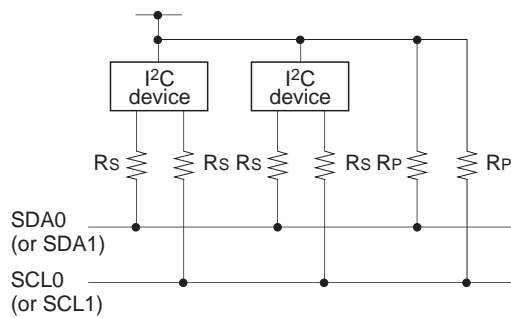 I²C
device
I²C
device
RS
RS
RS
RS
RP
RP
SDA0
(or SDA1)
SCL0
(or SCL1)